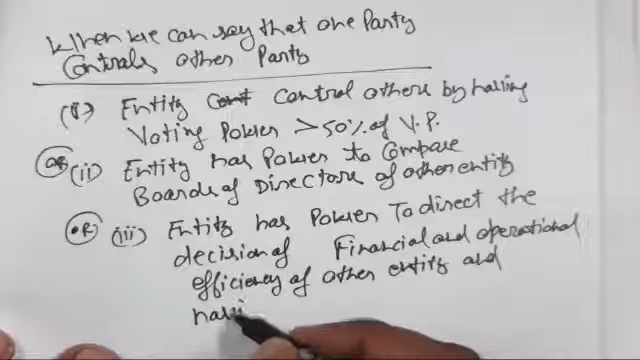 When we can say that one Party
Controls other Party
(i) Entity Cont Control others by having
Voting Power >50% of V.P.
OR (ii) Entity has Power to Compose
Boards of Directors of other entity
OR (iii) Entity has Power To direct the
decision of Financial and operational
efficiency of other entity and
havi